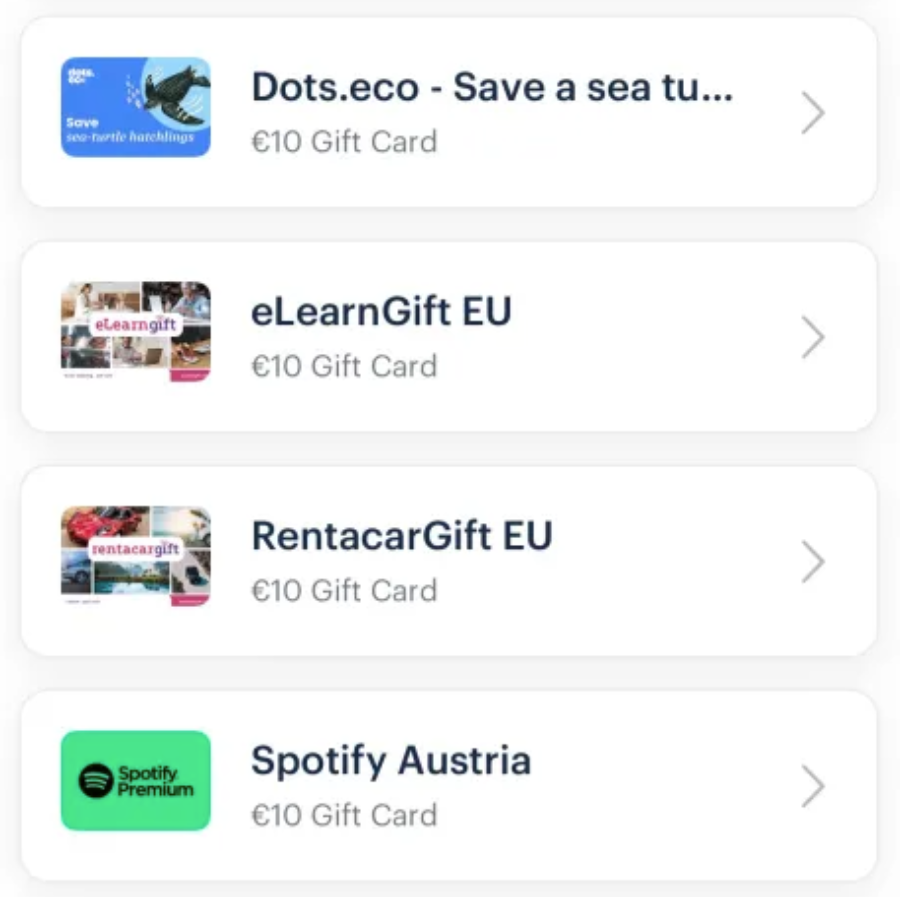 dots.
eco
Save
sea-turtle hatchlings
Dots.eco - Save a sea tu...
€10 Gift Card
eLearngift
eLearnGift EU
€10 Gift Card
rentacargift
RentacarGift EU
€10 Gift Card
Spotify
Premium
Spotify Austria
€10 Gift Card